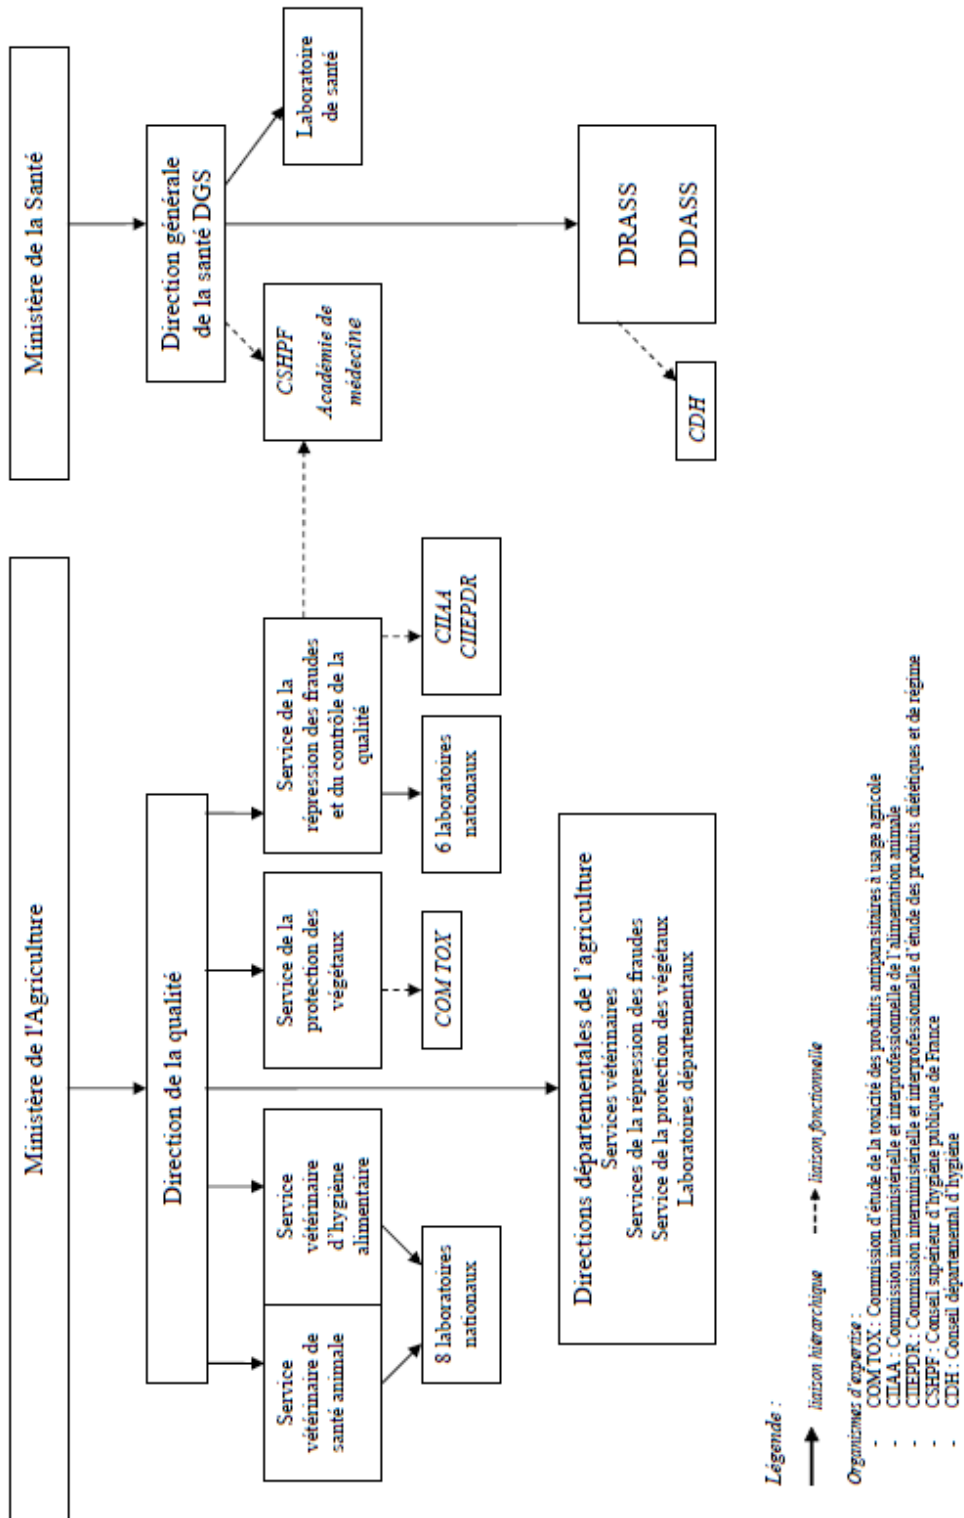 Ministère de l'Agriculture
Ministère de la Santé
Direction de la qualité
Direction générale
de la santé DGS
Service
vétérinaire de
santé animale
Service
vétérinaire
d'hygiène
alimentaire
Service de la
protection des
végétaux
Service de la
répression des fraudes
et du contrôle de la
qualité
CSHPF
Académie de
médecine
Laboratoire
de santé
8 laboratoires
nationaux
COMTOX
6 laboratoires
nationaux
CIIAA
CIIEPDR
Directions départementales de l'agriculture
Services vétérinaires
Services de la répression des fraudes
Service de la protection des végétaux
Laboratoires départementaux
DRASS
DDASS
CDH
Légende :
liaison hiérarchique
liaison fonctionnelle
Organismes d'expertise :
- COMTOX : Commission d'étude de la toxicité des produits antiparasitaires à usage agricole
- CIIAA : Commission interministérielle et interprofessionnelle de l'alimentation animale
- CIIEPDR : Commission interministérielle et interprofessionnelle d'étude des produits diététiques et de régime
- CSHPF : Conseil supérieur d'hygiène publique de France
- CDH : Conseil départemental d'hygiène